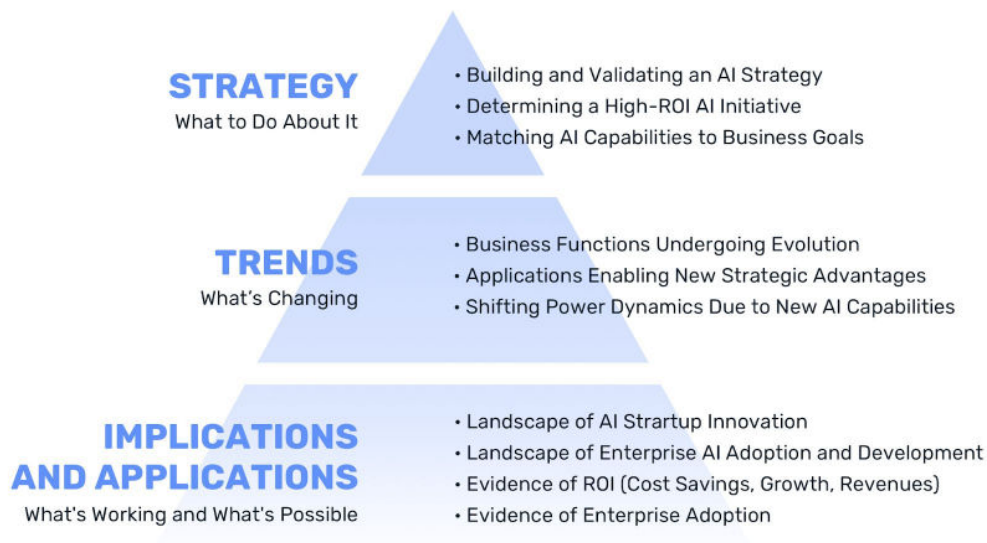 STRATEGY
What to Do About It
• Building and Validating an AI Strategy
• Determining a High-ROI AI Initiative
• Matching AI Capabilities to Business Goals
TRENDS
What's Changing
• Business Functions Undergoing Evolution
• Applications Enabling New Strategic Advantages
• Shifting Power Dynamics Due to New AI Capabilities
IMPLICATIONS
AND APPLICATIONS
What's Working and What's Possible
• Landscape of AI Strartup Innovation
• Landscape of Enterprise AI Adoption and Development
• Evidence of ROI (Cost Savings, Growth, Revenues)
• Evidence of Enterprise Adoption